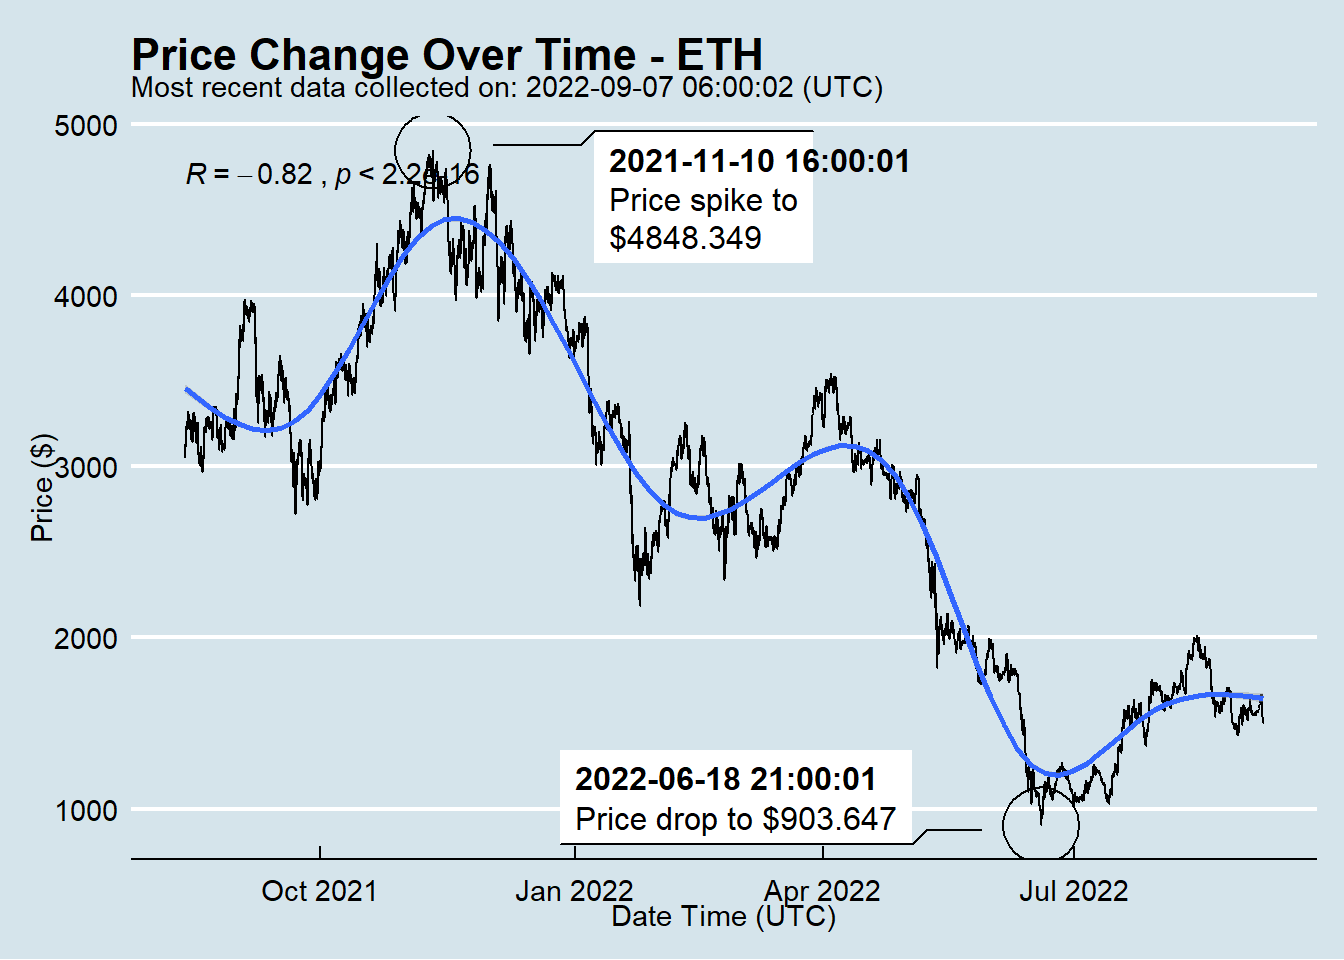 Price Change Over Time - ETH
Most recent data collected on: 2022-09-07 06:00:02 (UTC)
5000
R = −0.82 , p < 2.2e-16
2021-11-10 16:00:01
Price spike to
$4848.349
4000
3000
Price ($)
2000
1000
2022-06-18 21:00:01
Price drop to $903.647
Oct 2021 Jan 2022 Apr 2022 Jul 2022
Date Time (UTC)